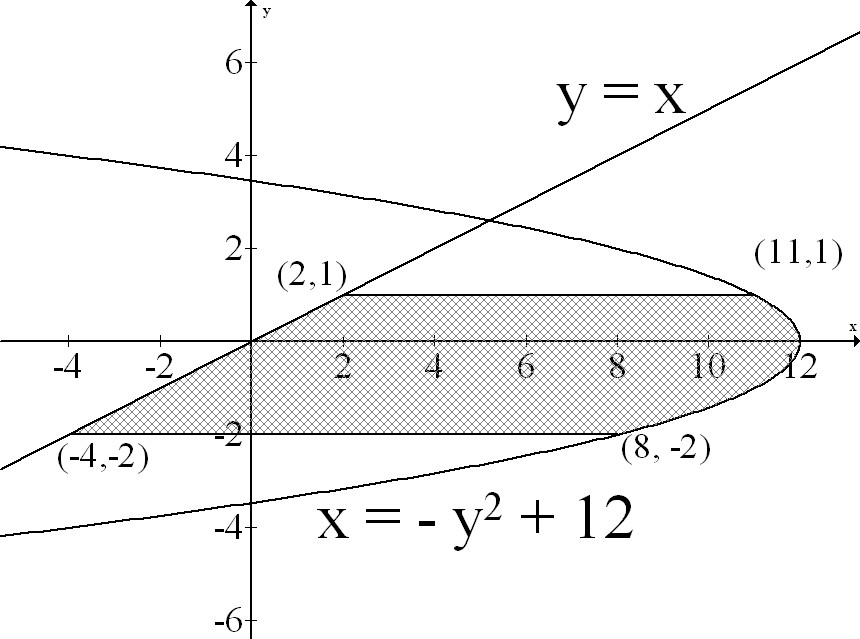 y
6
y = x
4
2
(11,1)
(2,1)
x
-4 -2 2 4 6 8 10 12
-2
(-4,-2)
(8, -2)
x = - y² + 12
-4
-6